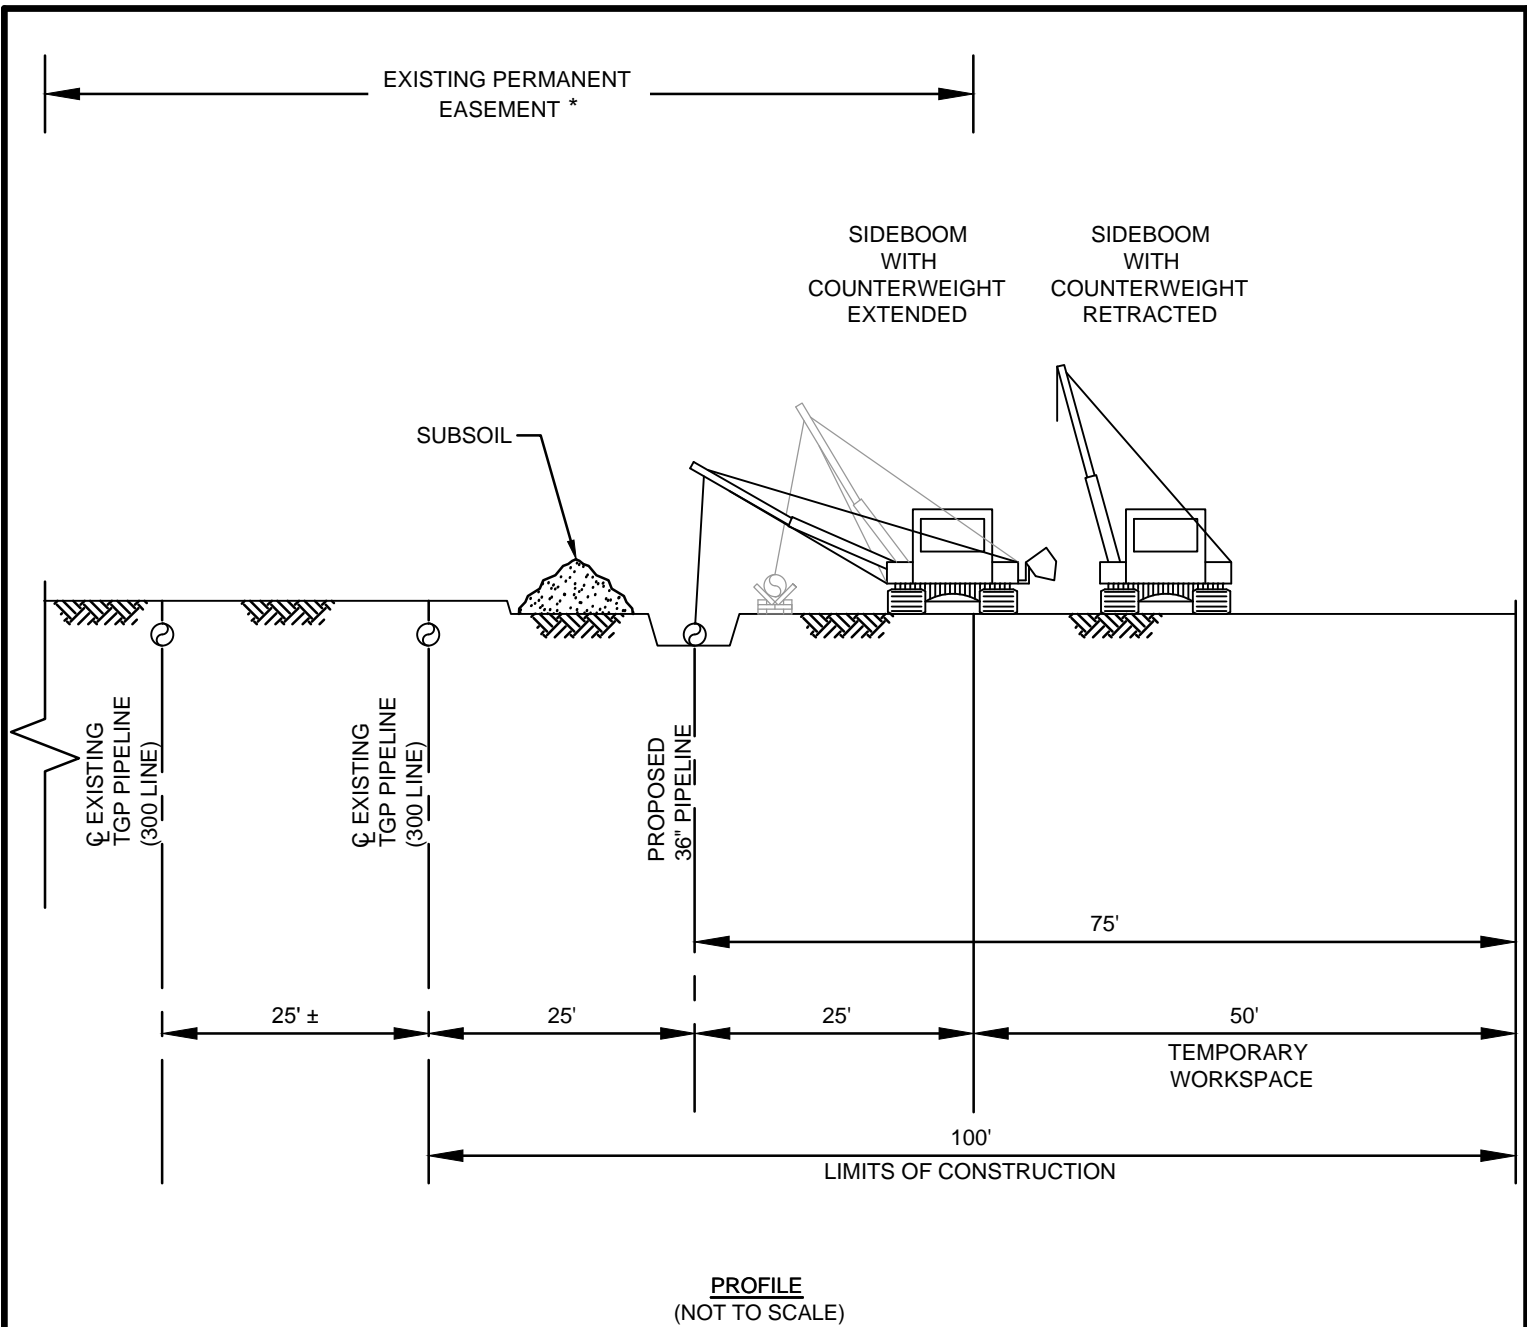 EXISTING PERMANENT
EASEMENT *
SIDEBOOM
WITH
COUNTERWEIGHT
EXTENDED
SIDEBOOM
WITH
COUNTERWEIGHT
RETRACTED
SUBSOIL
℄ EXISTING
TGP PIPELINE
(300 LINE)
℄ EXISTING
TGP PIPELINE
(300 LINE)
PROPOSED
36" PIPELINE
75'
25' ±
25'
25'
50'
TEMPORARY
WORKSPACE
100'
LIMITS OF CONSTRUCTION
PROFILE
(NOT TO SCALE)